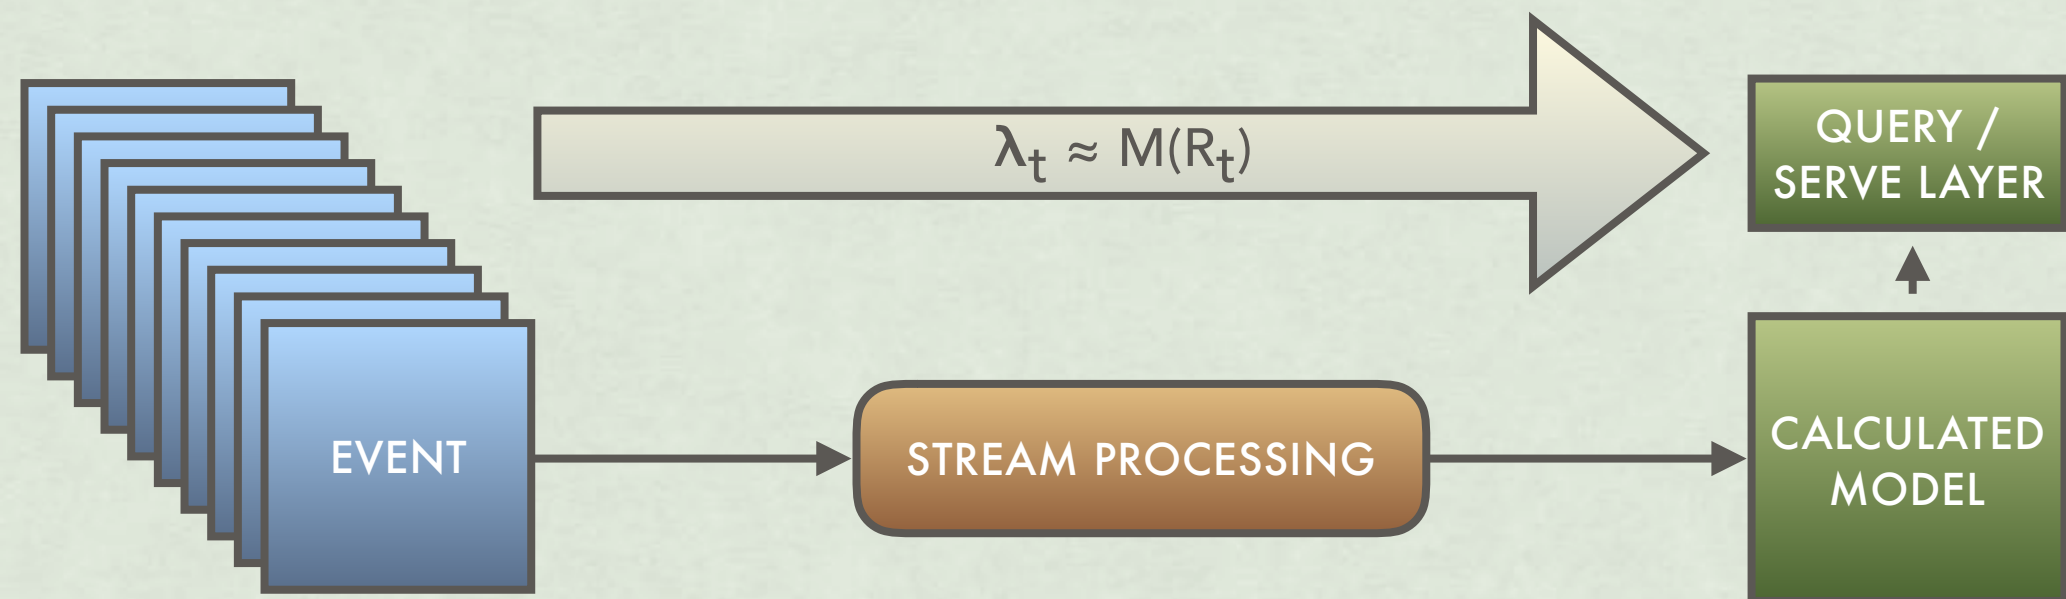 λt ≈ M(Rt)
QUERY /
SERVE LAYER
EVENT
STREAM PROCESSING
CALCULATED
MODEL